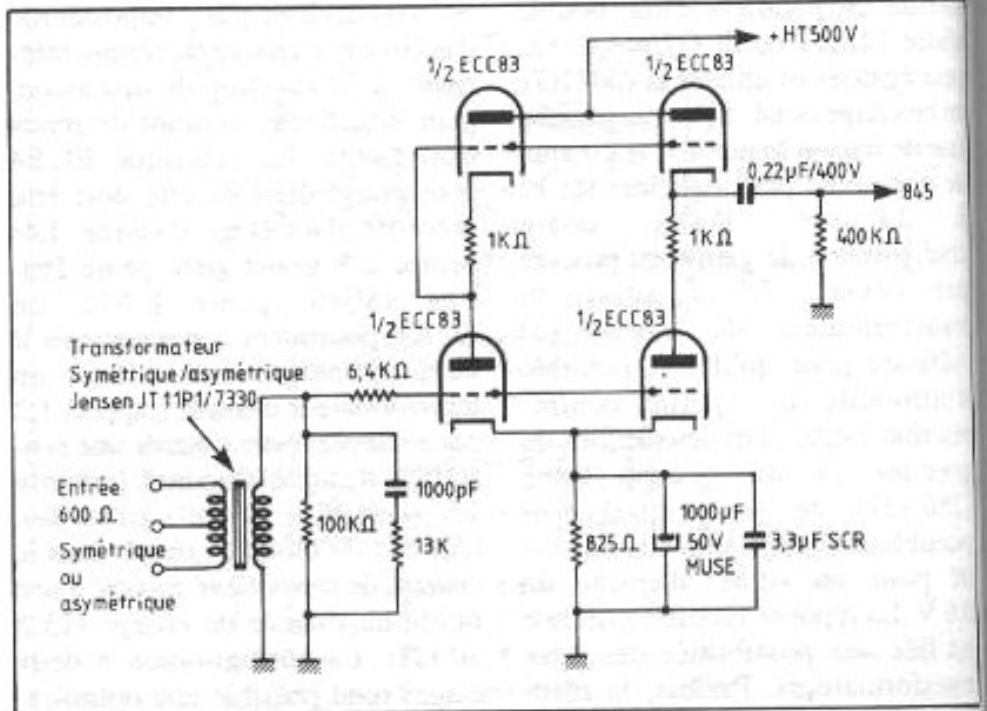 +HT500V
1/2 ECC83
1/2 ECC83
0,22µF/400V
845
1KΩ
1KΩ
400KΩ
1/2 ECC83
1/2 ECC83
Transformateur
Symétrique/asymétrique
Jensen JT 11P1/7330
6,4KΩ
Entrée
600 Ω
Symétrique
ou
asymétrique
100KΩ
1000pF
13K
825Ω
1000µF
50V
MUSE
3,3µF SCR